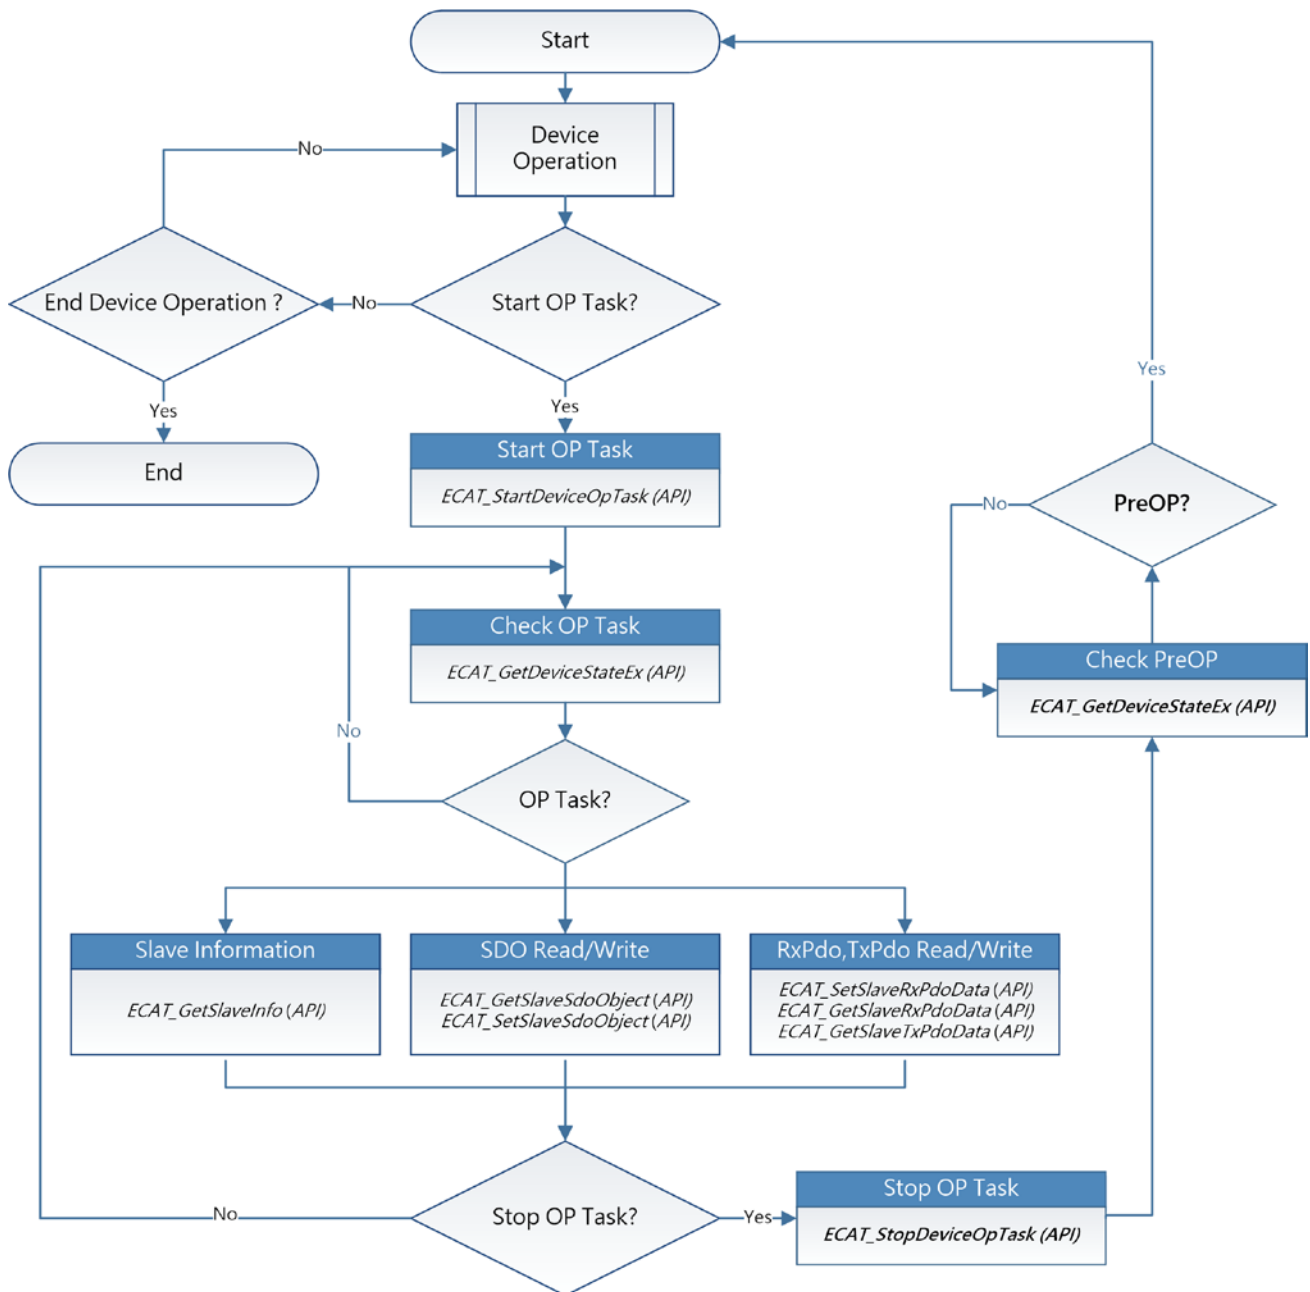 Start
Device
Operation
No
End Device Operation ?
No
Start OP Task?
Yes
Yes
Yes
End
Start OP Task
ECAT_StartDeviceOpTask (API)
No
PreOP?
Check OP Task
ECAT_GetDeviceStateEx (API)
Check PreOP
ECAT_GetDeviceStateEx (API)
No
OP Task?
Slave Information
ECAT_GetSlaveInfo (API)
SDO Read/Write
ECAT_GetSlaveSdoObject (API)
ECAT_SetSlaveSdoObject (API)
RxPdo,TxPdo Read/Write
ECAT_SetSlaveRxPdoData (API)
ECAT_GetSlaveRxPdoData (API)
ECAT_GetSlaveTxPdoData (API)
No
Stop OP Task?
Yes
Stop OP Task
ECAT_StopDeviceOpTask (API)